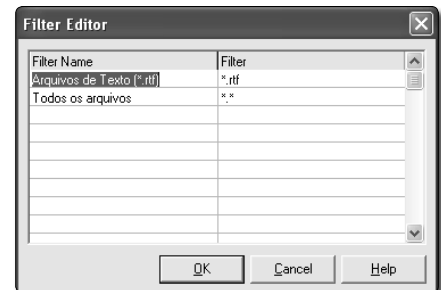 Filter Editor
Filter Name Filter
Arquivos de Texto (*.rtf) *.rtf
Todos os arquivos *.*
OK Cancel Help